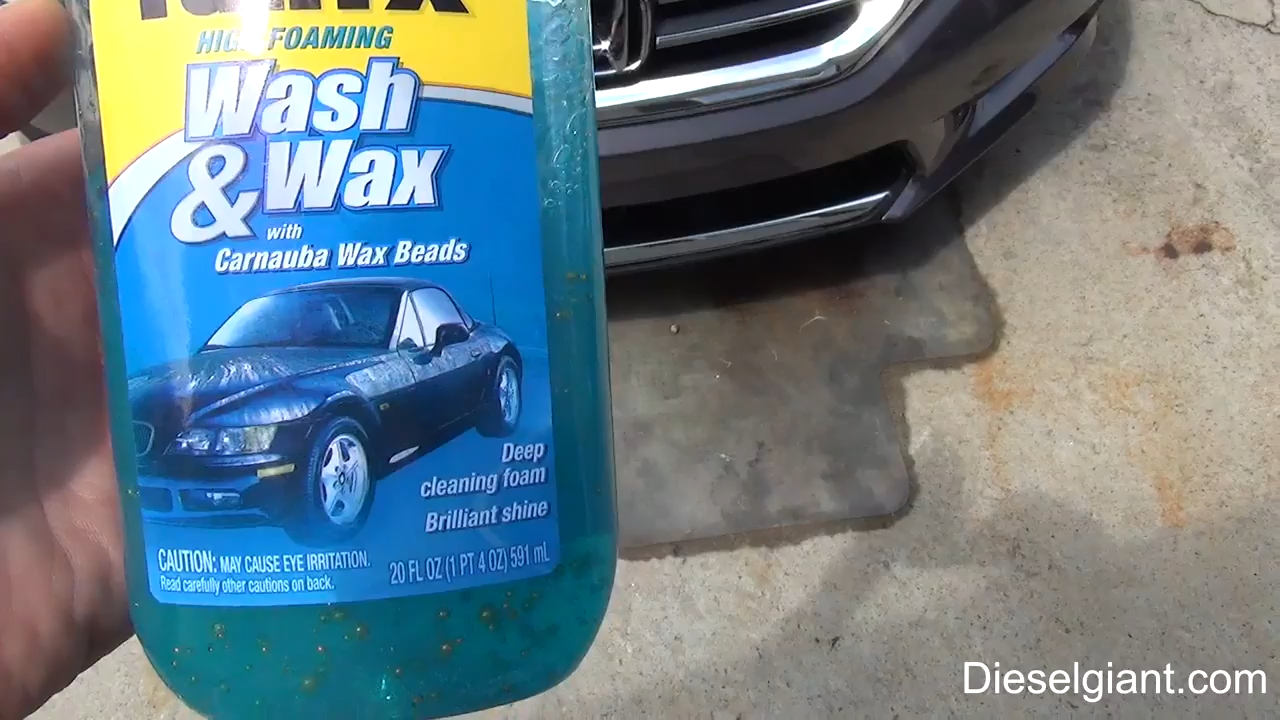 HIGH FOAMING
Wash
& Wax
with
Carnauba Wax Beads
Deep
cleaning foam
Brilliant shine
CAUTION: MAY CAUSE EYE IRRITATION.
Read carefully other cautions on back.
20 FL OZ (1 PT 4 OZ) 591 mL
Dieselgiant.com